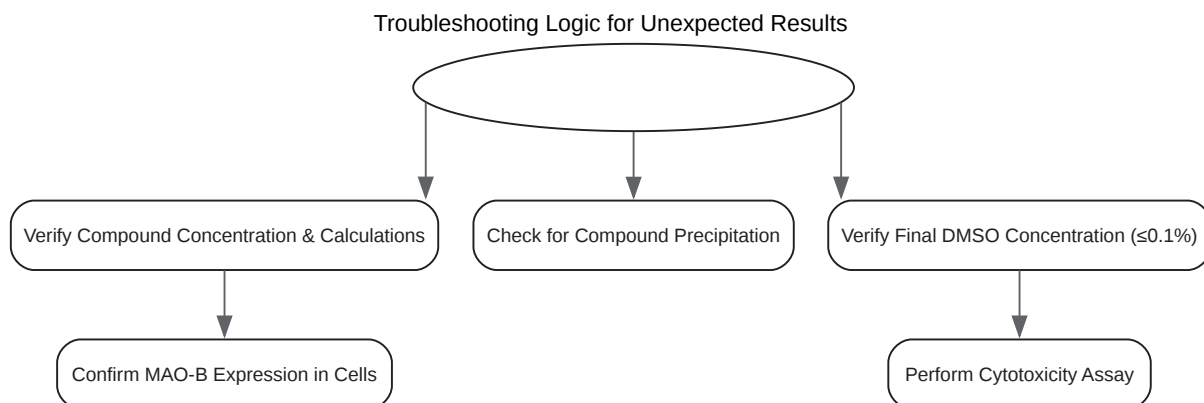 Troubleshooting Logic for Unexpected Results
Verify Compound Concentration & Calculations
Check for Compound Precipitation
Verify Final DMSO Concentration (≤0.1%)
Confirm MAO-B Expression in Cells
Perform Cytotoxicity Assay